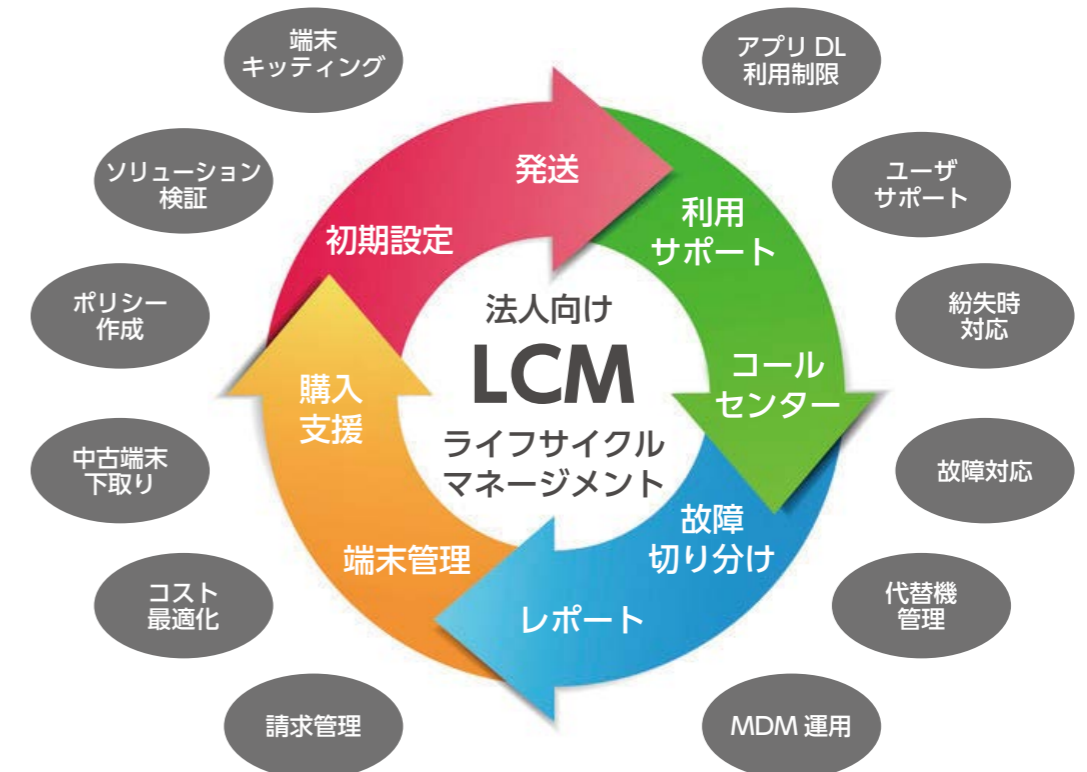 端末
キッティング
アプリ DL
利用制限
ソリューション
検証
ユーザ
サポート
ポリシー
作成
紛失時
対応
中古端末
下取り
故障対応
コスト
最適化
代替機
管理
請求管理
MDM 運用
発送
初期設定
利用
サポート
コール
センター
故障
切り分け
レポート
端末管理
購入
支援
法人向け
LCM
ライフサイクル
マネージメント